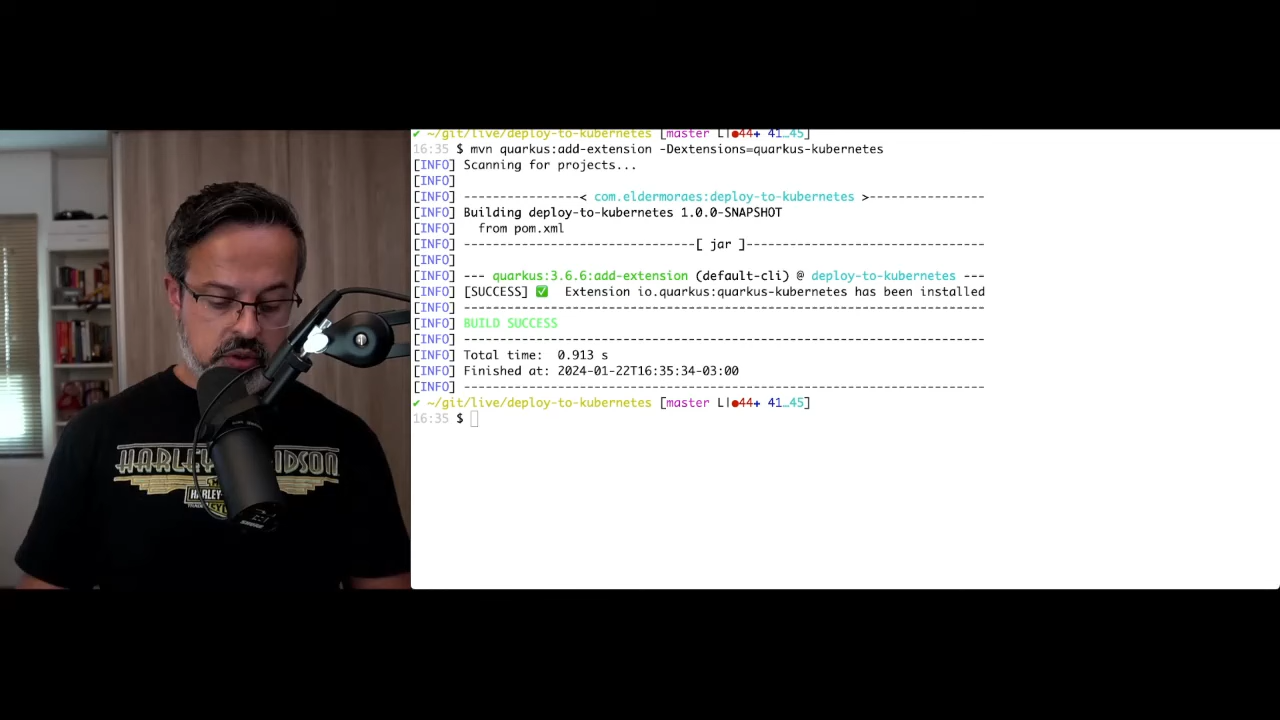 ✔ ~/git/live/deploy-to-kubernetes [master L|●44✚ 41…45]
16:35 $ mvn quarkus:add-extension -Dextensions=quarkus-kubernetes
[INFO] Scanning for projects...
[INFO]
[INFO] ----------------< com.eldermoraes:deploy-to-kubernetes >----------------
[INFO] Building deploy-to-kubernetes 1.0.0-SNAPSHOT
[INFO]   from pom.xml
[INFO] --------------------------------[ jar ]---------------------------------
[INFO]
[INFO] --- quarkus:3.6.6:add-extension (default-cli) @ deploy-to-kubernetes ---
[INFO] [SUCCESS] ✅  Extension io.quarkus:quarkus-kubernetes has been installed
[INFO] ------------------------------------------------------------------------
[INFO] BUILD SUCCESS
[INFO] ------------------------------------------------------------------------
[INFO] Total time:  0.913 s
[INFO] Finished at: 2024-01-22T16:35:34-03:00
[INFO] ------------------------------------------------------------------------
✔ ~/git/live/deploy-to-kubernetes [master L|●44✚ 41…45]
16:35 $
HARLEY DAVIDSON
HARLEY
SHURE